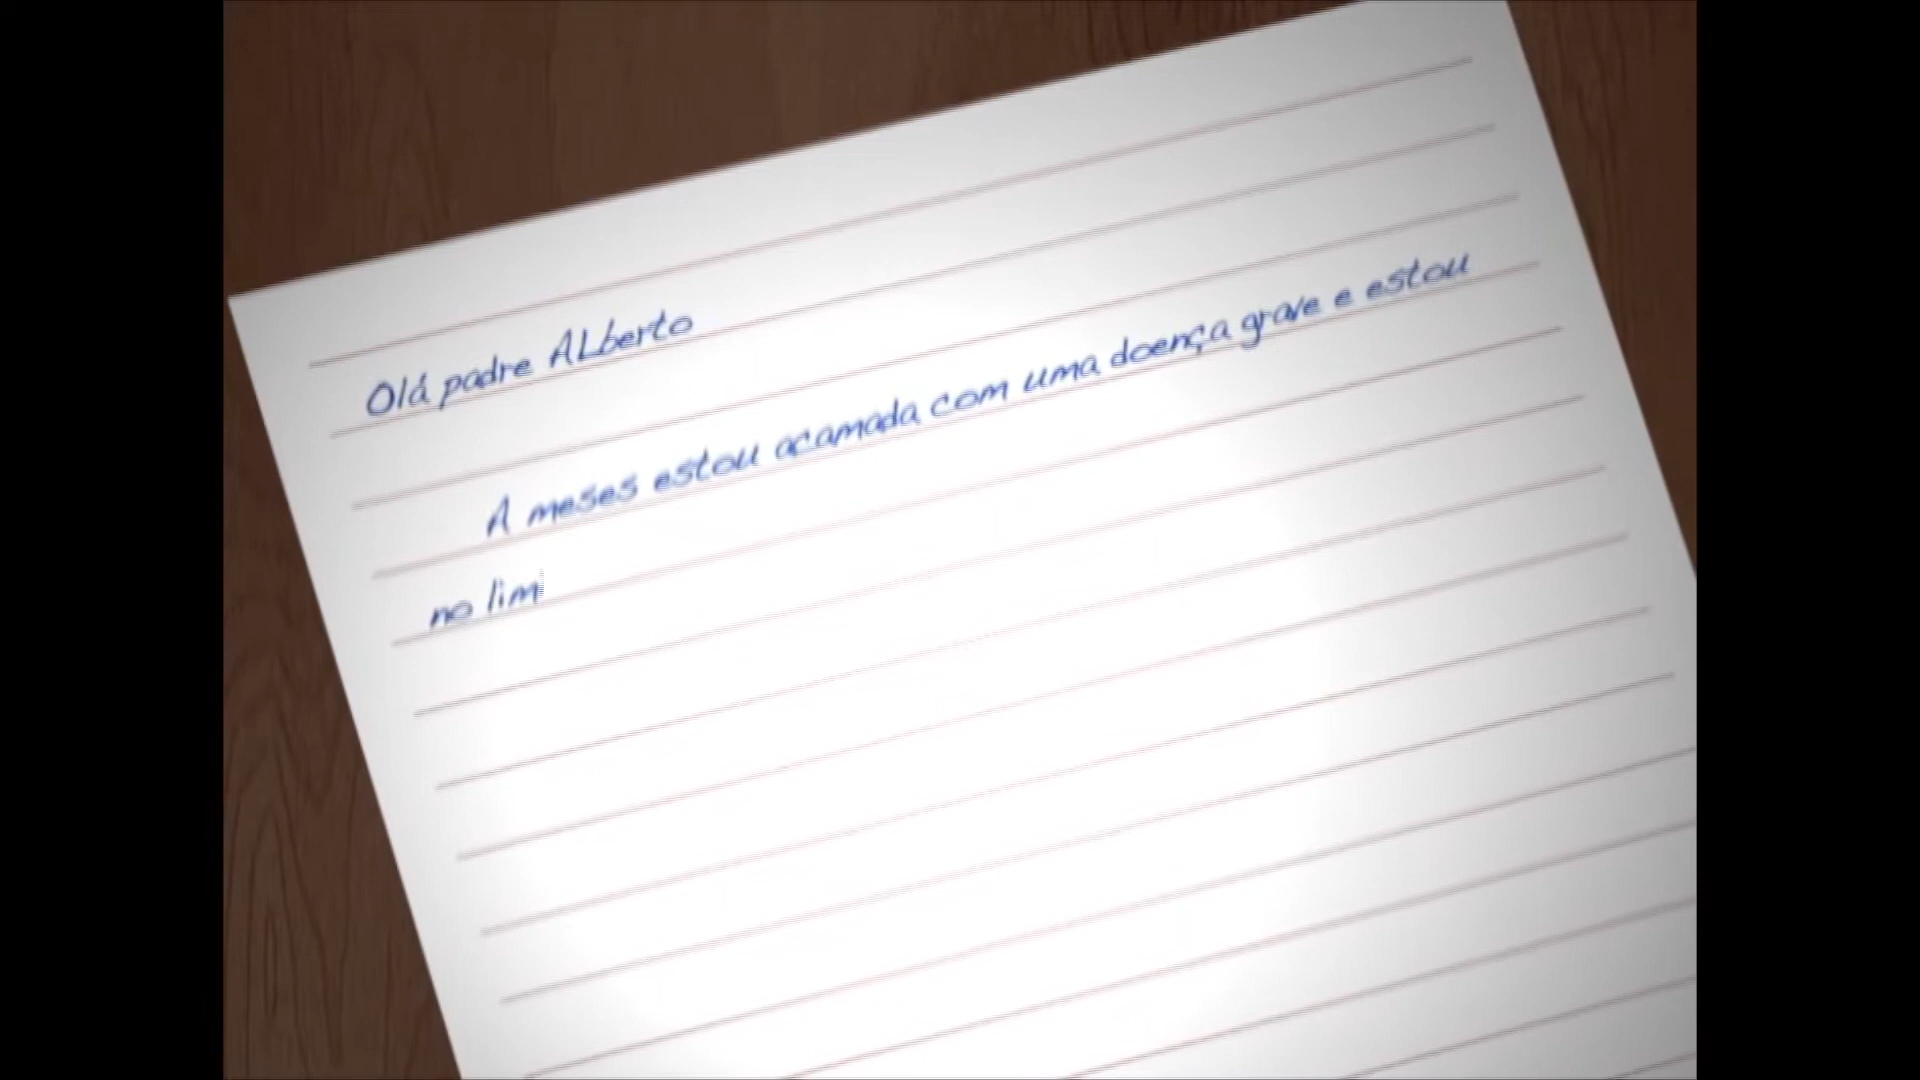 Olá padre ALberto
A meses estou acamada com uma doença grave e estou
no lim